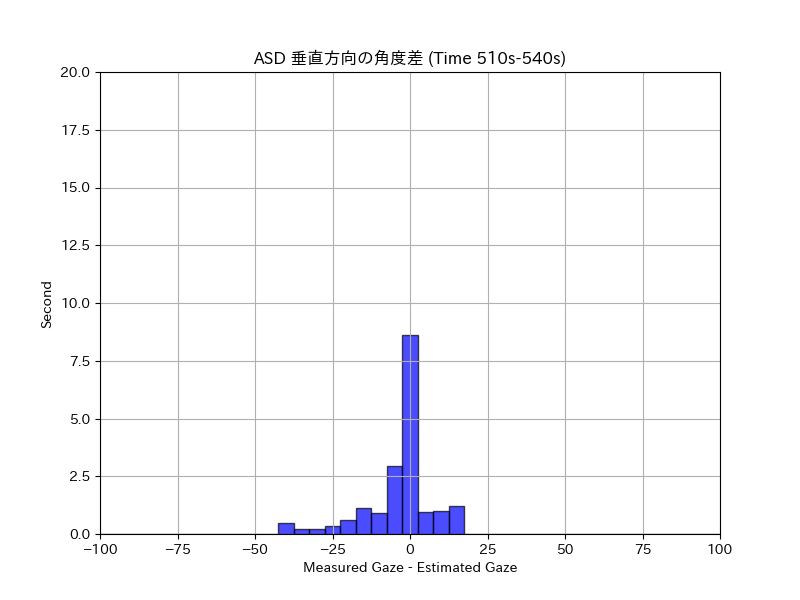 ASD 垂直方向の角度差 (Time 510s-540s)
20.0
17.5
15.0
12.5
10.0
7.5
5.0
2.5
0.0
Second
−100 −75 −50 −25 0 25 50 75 100
Measured Gaze - Estimated Gaze